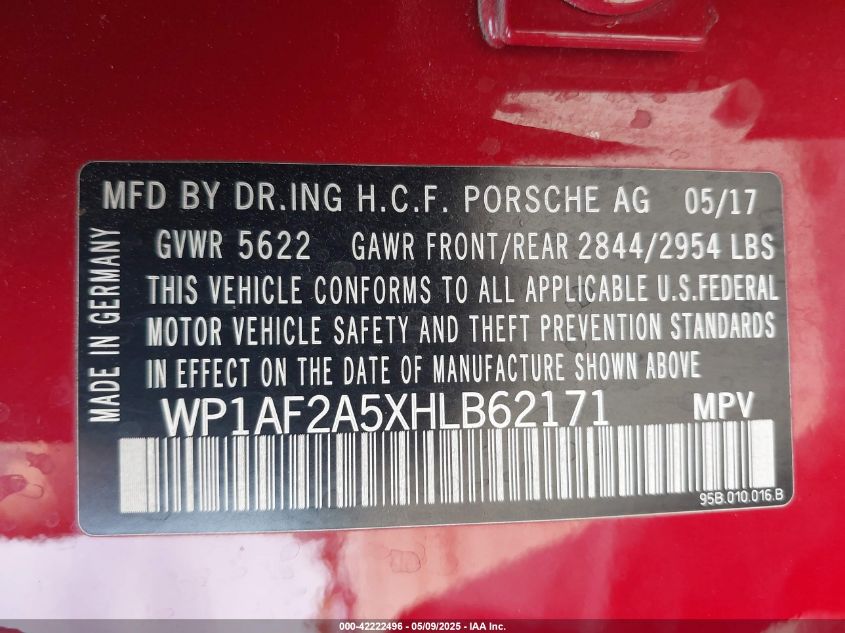 MFD BY DR.ING H.C.F. PORSCHE AG 05/17
GVWR 5622 GAWR FRONT/REAR 2844/2954 LBS
THIS VEHICLE CONFORMS TO ALL APPLICABLE U.S.FEDERAL
MOTOR VEHICLE SAFETY AND THEFT PREVENTION STANDARDS
IN EFFECT ON THE DATE OF MANUFACTURE SHOWN ABOVE
MADE IN GERMANY
WP1AF2A5XHLB62171 MPV
95B.010.016.B
000-42222496 - 05/09/2025 - IAA Inc.